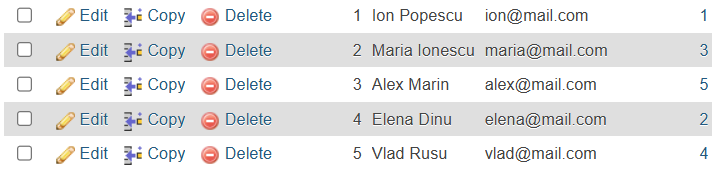 Edit Copy Delete 1 Ion Popescu ion@mail.com 1
Edit Copy Delete 2 Maria Ionescu maria@mail.com 3
Edit Copy Delete 3 Alex Marin alex@mail.com 5
Edit Copy Delete 4 Elena Dinu elena@mail.com 2
Edit Copy Delete 5 Vlad Rusu vlad@mail.com 4